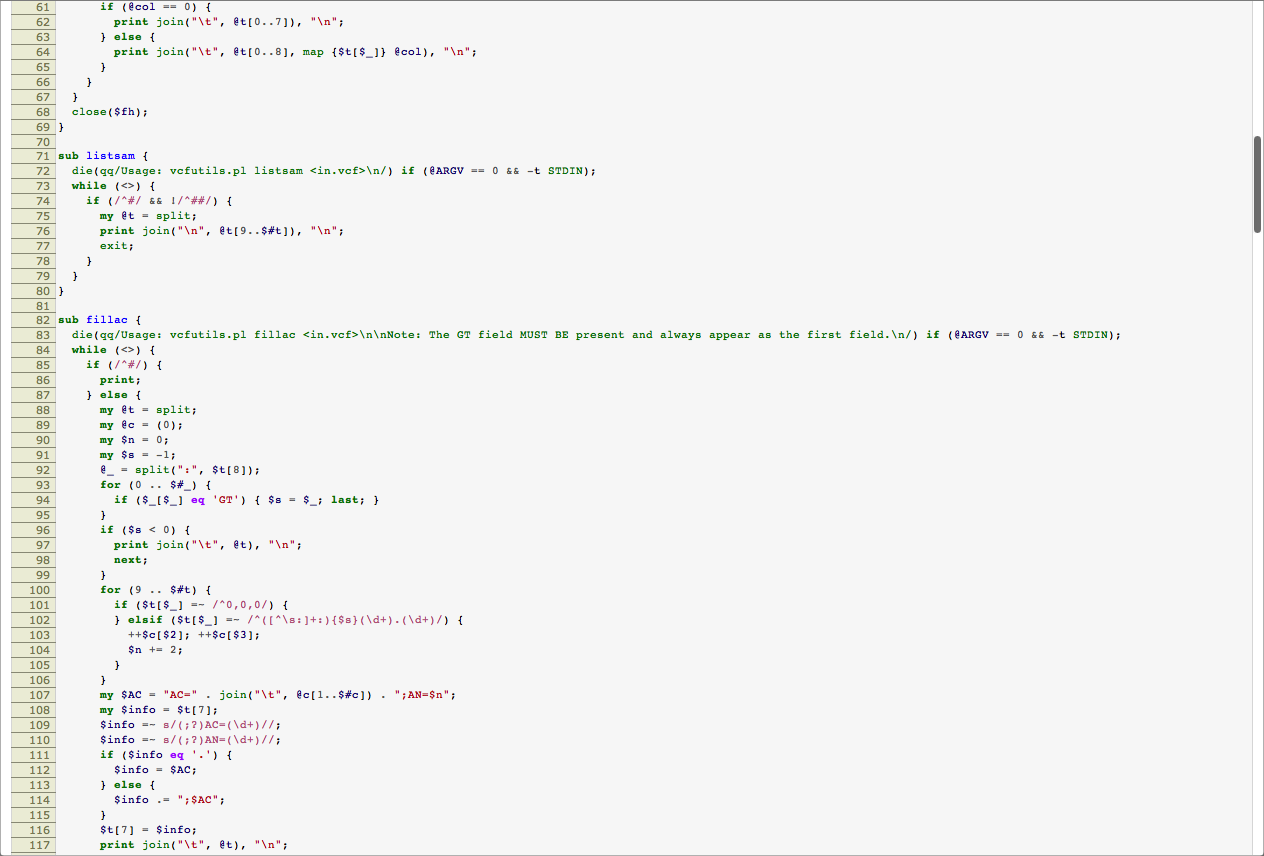 61       if (@col == 0) {
62         print join("\t", @t[0..7]), "\n";
63       } else {
64         print join("\t", @t[0..8], map {$t[$_]} @col), "\n";
65       }
66     }
67   }
68   close($fh);
69 }
70
71 sub listsam {
72   die(qq/Usage: vcfutils.pl listsam <in.vcf>\n/) if (@ARGV == 0 && -t STDIN);
73   while (<>) {
74     if (/^#/ && !/^##/) {
75       my @t = split;
76       print join("\n", @t[9..$#t]), "\n";
77       exit;
78     }
79   }
80 }
81
82 sub fillac {
83   die(qq/Usage: vcfutils.pl fillac <in.vcf>\n\nNote: The GT field MUST BE present and always appear as the first field.\n/) if (@ARGV == 0 && -t STDIN);
84   while (<>) {
85     if (/^#/) {
86       print;
87     } else {
88       my @t = split;
89       my @c = (0);
90       my $n = 0;
91       my $s = -1;
92       @_ = split(":", $t[8]);
93       for (0 .. $#_) {
94         if ($_[$_] eq 'GT') { $s = $_; last; }
95       }
96       if ($s < 0) {
97         print join("\t", @t), "\n";
98         next;
99       }
100       for (9 .. $#t) {
101         if ($t[$_] =~ /^0,0,0/) {
102         } elsif ($t[$_] =~ /^([^\s:]+:){$s}(\d+).(\d+)/) {
103           ++$c[$2]; ++$c[$3];
104           $n += 2;
105         }
106       }
107       my $AC = "AC=" . join("\t", @c[1..$#c]) . ";AN=$n";
108       my $info = $t[7];
109       $info =~ s/(;?)AC=(\d+)//;
110       $info =~ s/(;?)AN=(\d+)//;
111       if ($info eq '.') {
112         $info = $AC;
113       } else {
114         $info .= ";$AC";
115       }
116       $t[7] = $info;
117       print join("\t", @t), "\n";